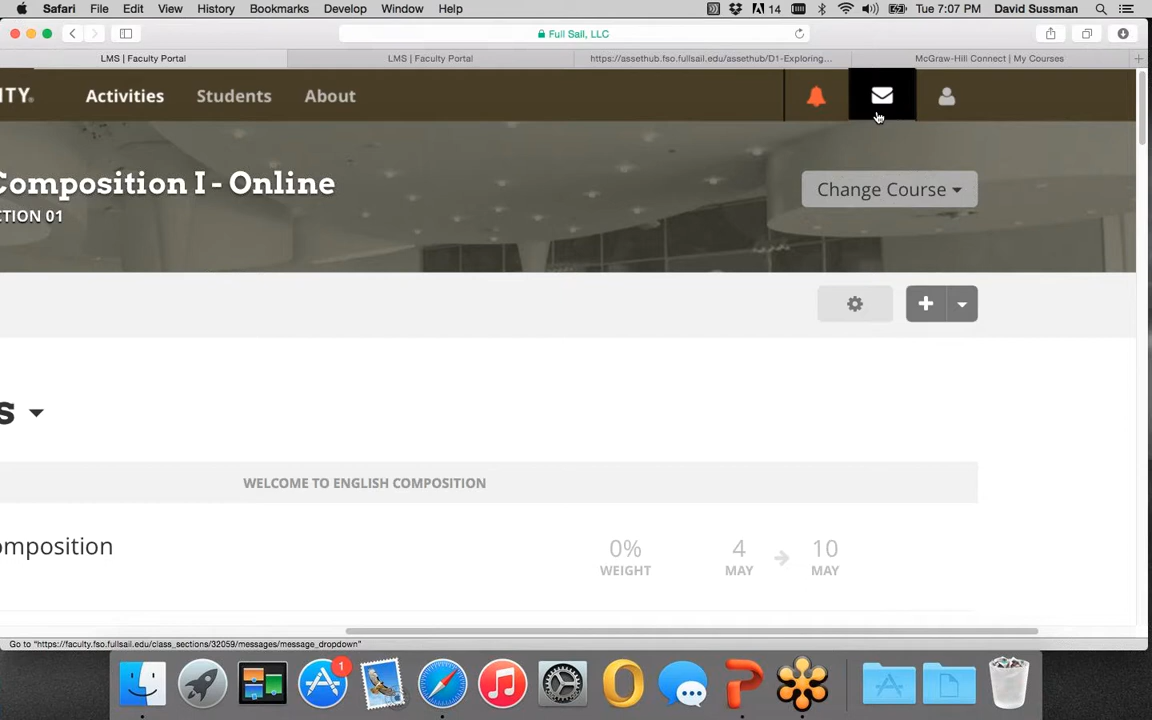 Safari File Edit View History Bookmarks Develop Window Help 14 Tue 7:07 PM David Sussman
Full Sail, LLC
LMS | Faculty Portal LMS | Faculty Portal https://assethub.fso.fullsail.edu/assethub/D1-Exploring... McGraw-Hill Connect | My Courses
ITY. Activities Students About
Composition I - Online
CTION 01
Change Course
s
WELCOME TO ENGLISH COMPOSITION
omposition
0% 4 10
WEIGHT MAY MAY
Go to "https://faculty.fso.fullsail.edu/class_sections/32059/messages/message_dropdown"
1